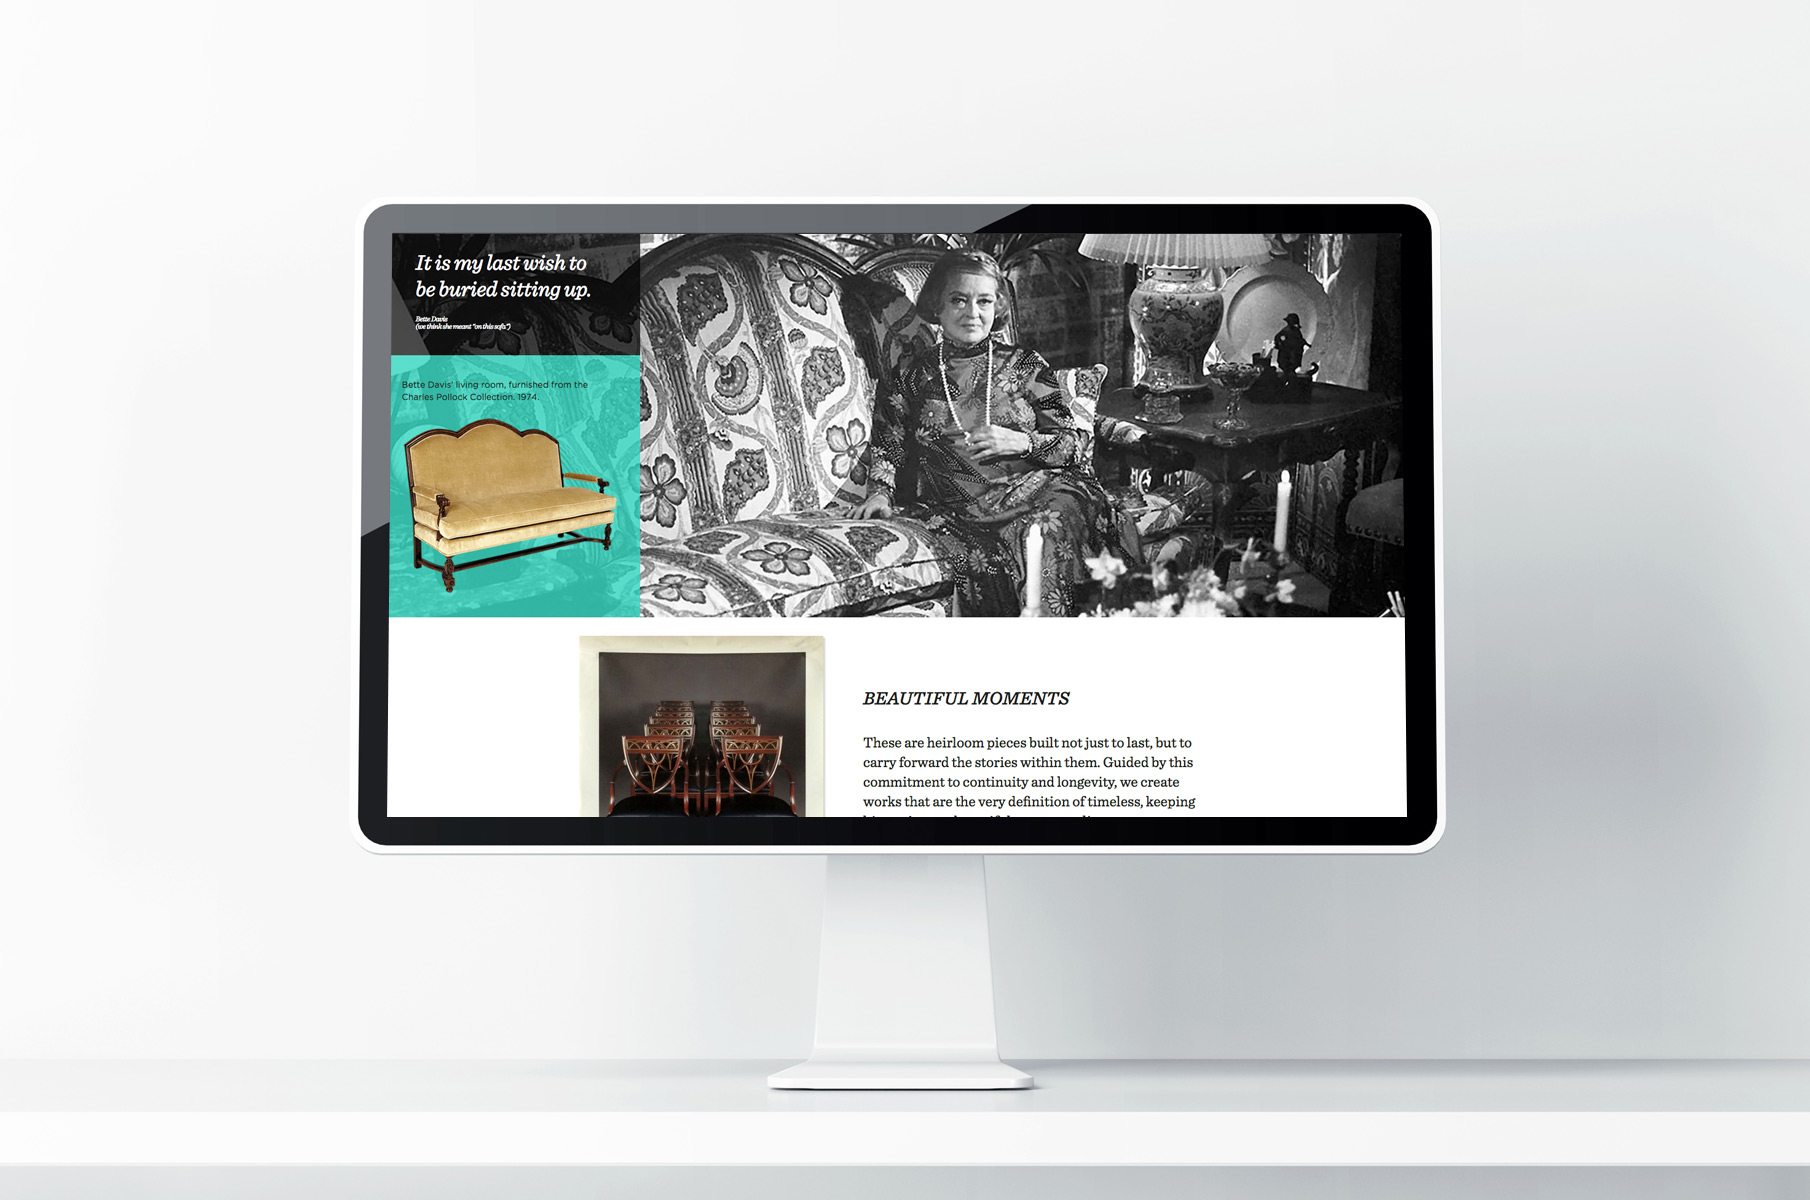 It is my last wish to
be buried sitting up.
Bette Davis
(we think she meant "on this sofa")
Bette Davis' living room, furnished from the
Charles Pollock Collection. 1974.
BEAUTIFUL MOMENTS
These are heirloom pieces built not just to last, but to
carry forward the stories within them. Guided by this
commitment to continuity and longevity, we create
works that are the very definition of timeless, keeping